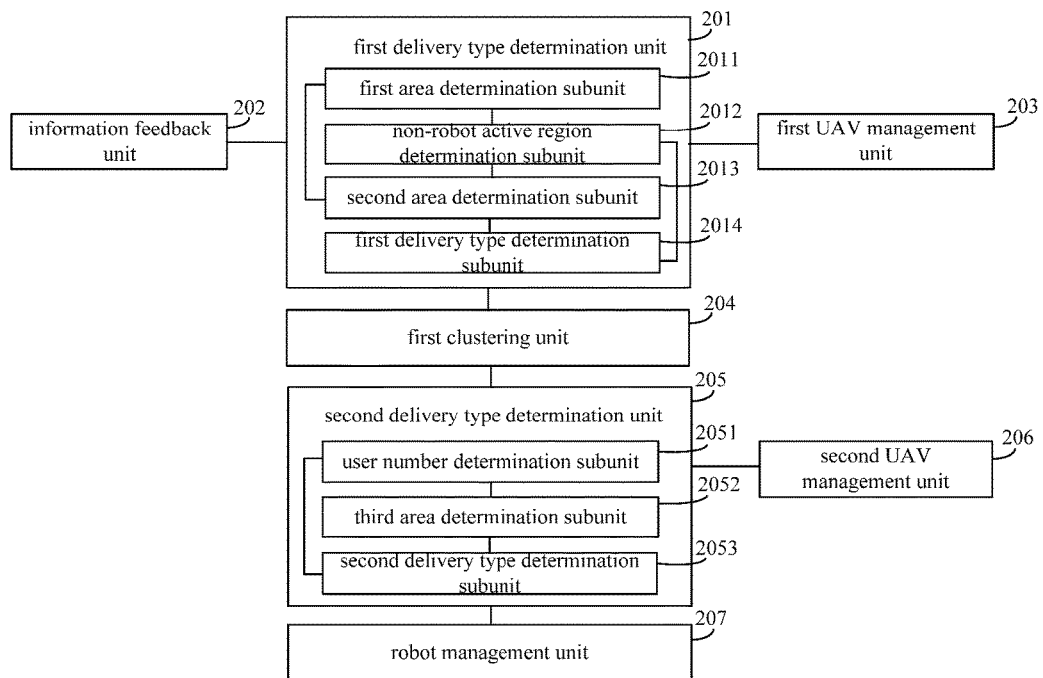 201
first delivery type determination unit
2011
first area determination subunit
202
information feedback
unit
2012
non-robot active region
determination subunit
203
first UAV management
unit
2013
second area determination subunit
2014
first delivery type determination
subunit
204
first clustering unit
205
second delivery type determination unit
2051
user number determination subunit
206
second UAV
management unit
2052
third area determination subunit
2053
second delivery type determination
subunit
207
robot management unit